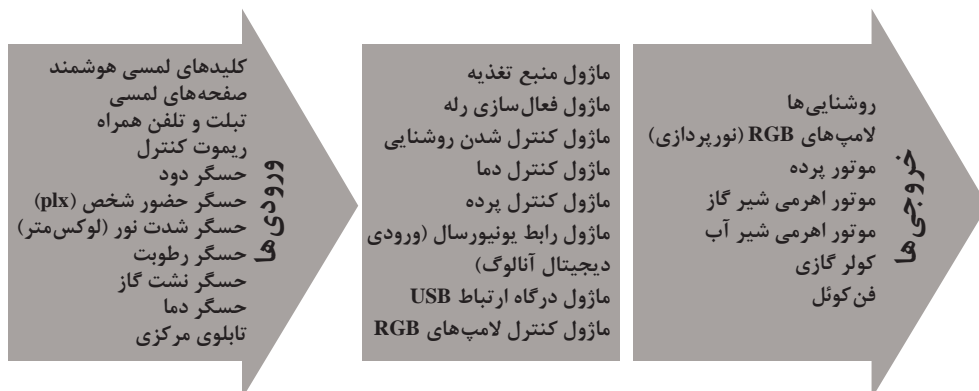 ورودی‌ها
کلیدهای لمسی هوشمند
صفحه‌های لمسی
تبلت و تلفن همراه
ریموت کنترل
حسگر دود
حسگر حضور شخص (plx)
حسگر شدت نور (لوکس‌متر)
حسگر رطوبت
حسگر نشت گاز
حسگر دما
تابلوی مرکزی
ماژول منبع تغذیه
ماژول فعال‌سازی رله
ماژول کنترل شدن روشنایی
ماژول کنترل دما
ماژول کنترل پرده
ماژول رابط یونیورسال (ورودی
دیجیتال آنالوگ)
ماژول درگاه ارتباط USB
ماژول کنترل لامپ‌های RGB
خروجی‌ها
روشنایی‌ها
لامپ‌های RGB (نورپردازی)
موتور پرده
موتور اهرمی شیر گاز
موتور اهرمی شیر آب
کولر گازی
فن‌کوئل